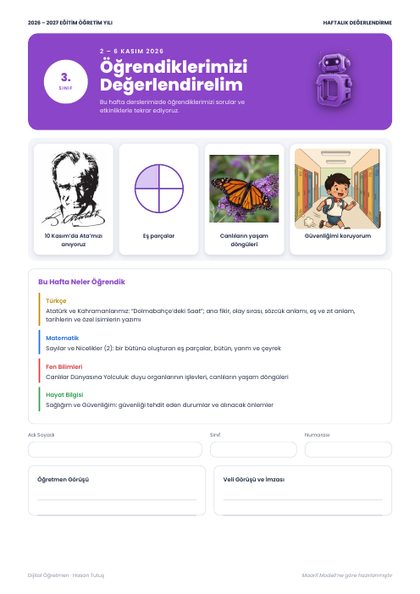 2026 – 2027 EĞİTİM ÖĞRETİM YILI
HAFTALIK DEĞERLENDİRME
2 – 6 KASIM 2026
3.
SINIF
Öğrendiklerimizi
Değerlendirelim
Bu hafta derslerimizde öğrendiklerimizi sorular ve
etkinliklerle tekrar ediyoruz.
10 Kasım'da Ata'mızı
anıyoruz
Eş parçalar
Canlıların yaşam
döngüleri
Güvenliğimi koruyorum
Bu Hafta Neler Öğrendik
Türkçe
Atatürk ve Kahramanlarımız: "Dolmabahçe'deki Saat"; ana fikir, olay sırası, sözcük anlamı, eş ve zıt anlam,
tarihlerin ve özel isimlerin yazımı
Matematik
Sayılar ve Nicelikler (2): bir bütünü oluşturan eş parçalar, bütün, yarım ve çeyrek
Fen Bilimleri
Canlılar Dünyasına Yolculuk: duyu organlarının işlevleri, canlıların yaşam döngüleri
Hayat Bilgisi
Sağlığım ve Güvenliğim: güvenliği tehdit eden durumlar ve alınacak önlemler
Adı Soyadı
Sınıf
Numarası
Öğretmen Görüşü
Veli Görüşü ve İmzası
Dijital Öğretmen · Hasan Tutuş
Maarif Modeli'ne göre hazırlanmıştır